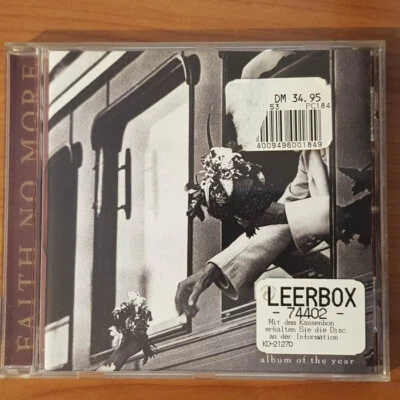 FAITH NO MORE
DM 34.95
53 PC184
4009496001849
LEERBOX
- 74402 -
Mit dem Kassenbon
erhalten Sie die Disc
an der Information
KD-21270
album of the year